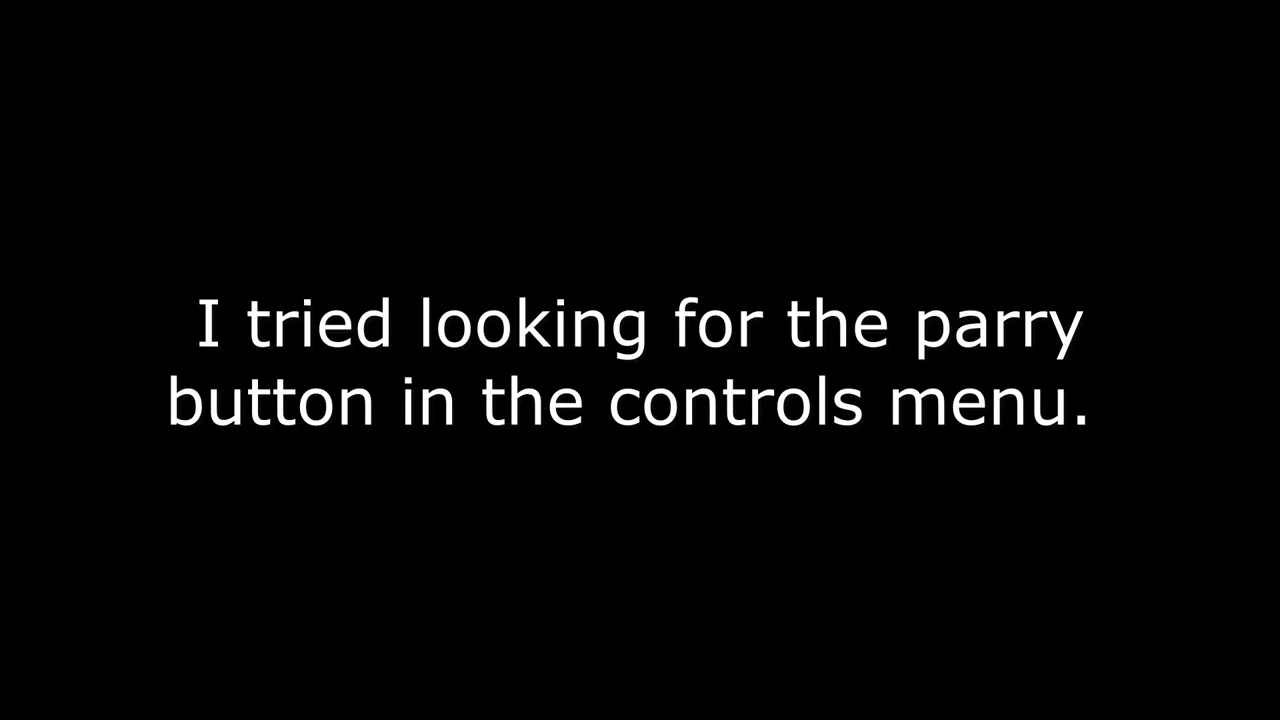 I tried looking for the parry
button in the controls menu.